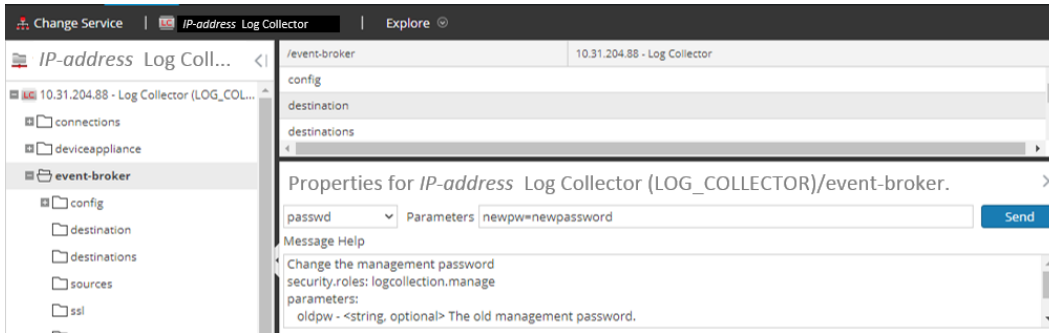 Change Service | LC IP-address Log Collector | Explore
IP-address Log Coll...
LC 10.31.204.88 - Log Collector (LOG_COL...
connections
deviceappliance
event-broker
config
destination
destinations
sources
ssl
/event-broker 10.31.204.88 - Log Collector
config
destination
destinations
Properties for IP-address Log Collector (LOG_COLLECTOR)/event-broker.
passwd Parameters newpw=newpassword Send
Message Help
Change the management password
security.roles: logcollection.manage
parameters:
oldpw - <string, optional> The old management password.